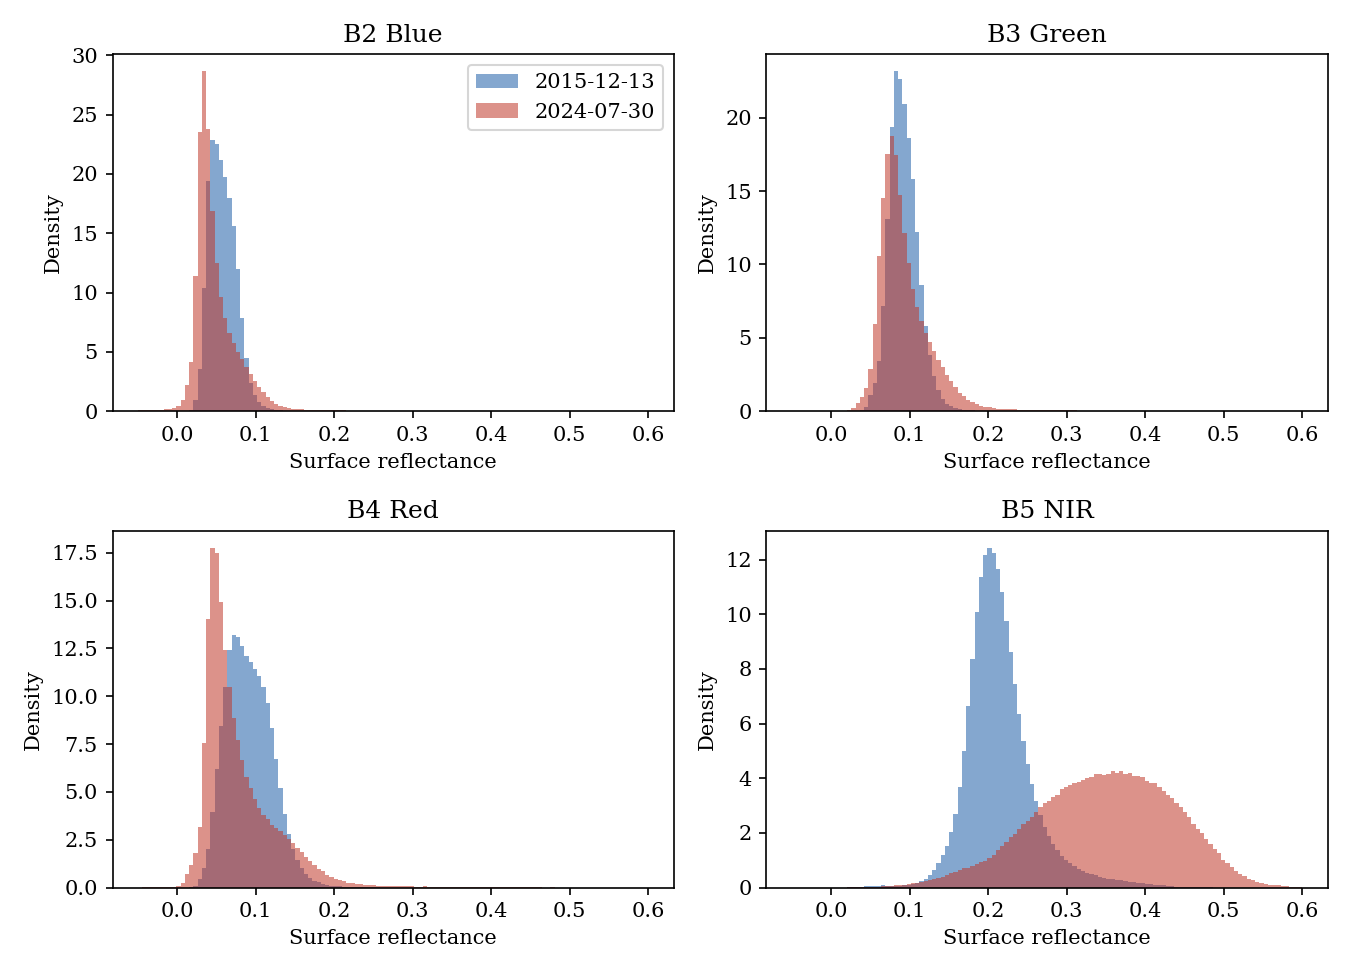 B2 Blue
30
25
20
15
10
5
0
Density
0.0 0.1 0.2 0.3 0.4 0.5 0.6
Surface reflectance
2015-12-13
2024-07-30
B3 Green
20
15
10
5
0
Density
0.0 0.1 0.2 0.3 0.4 0.5 0.6
Surface reflectance
B4 Red
17.5
15.0
12.5
10.0
7.5
5.0
2.5
0.0
Density
0.0 0.1 0.2 0.3 0.4 0.5 0.6
Surface reflectance
B5 NIR
12
10
8
6
4
2
0
Density
0.0 0.1 0.2 0.3 0.4 0.5 0.6
Surface reflectance